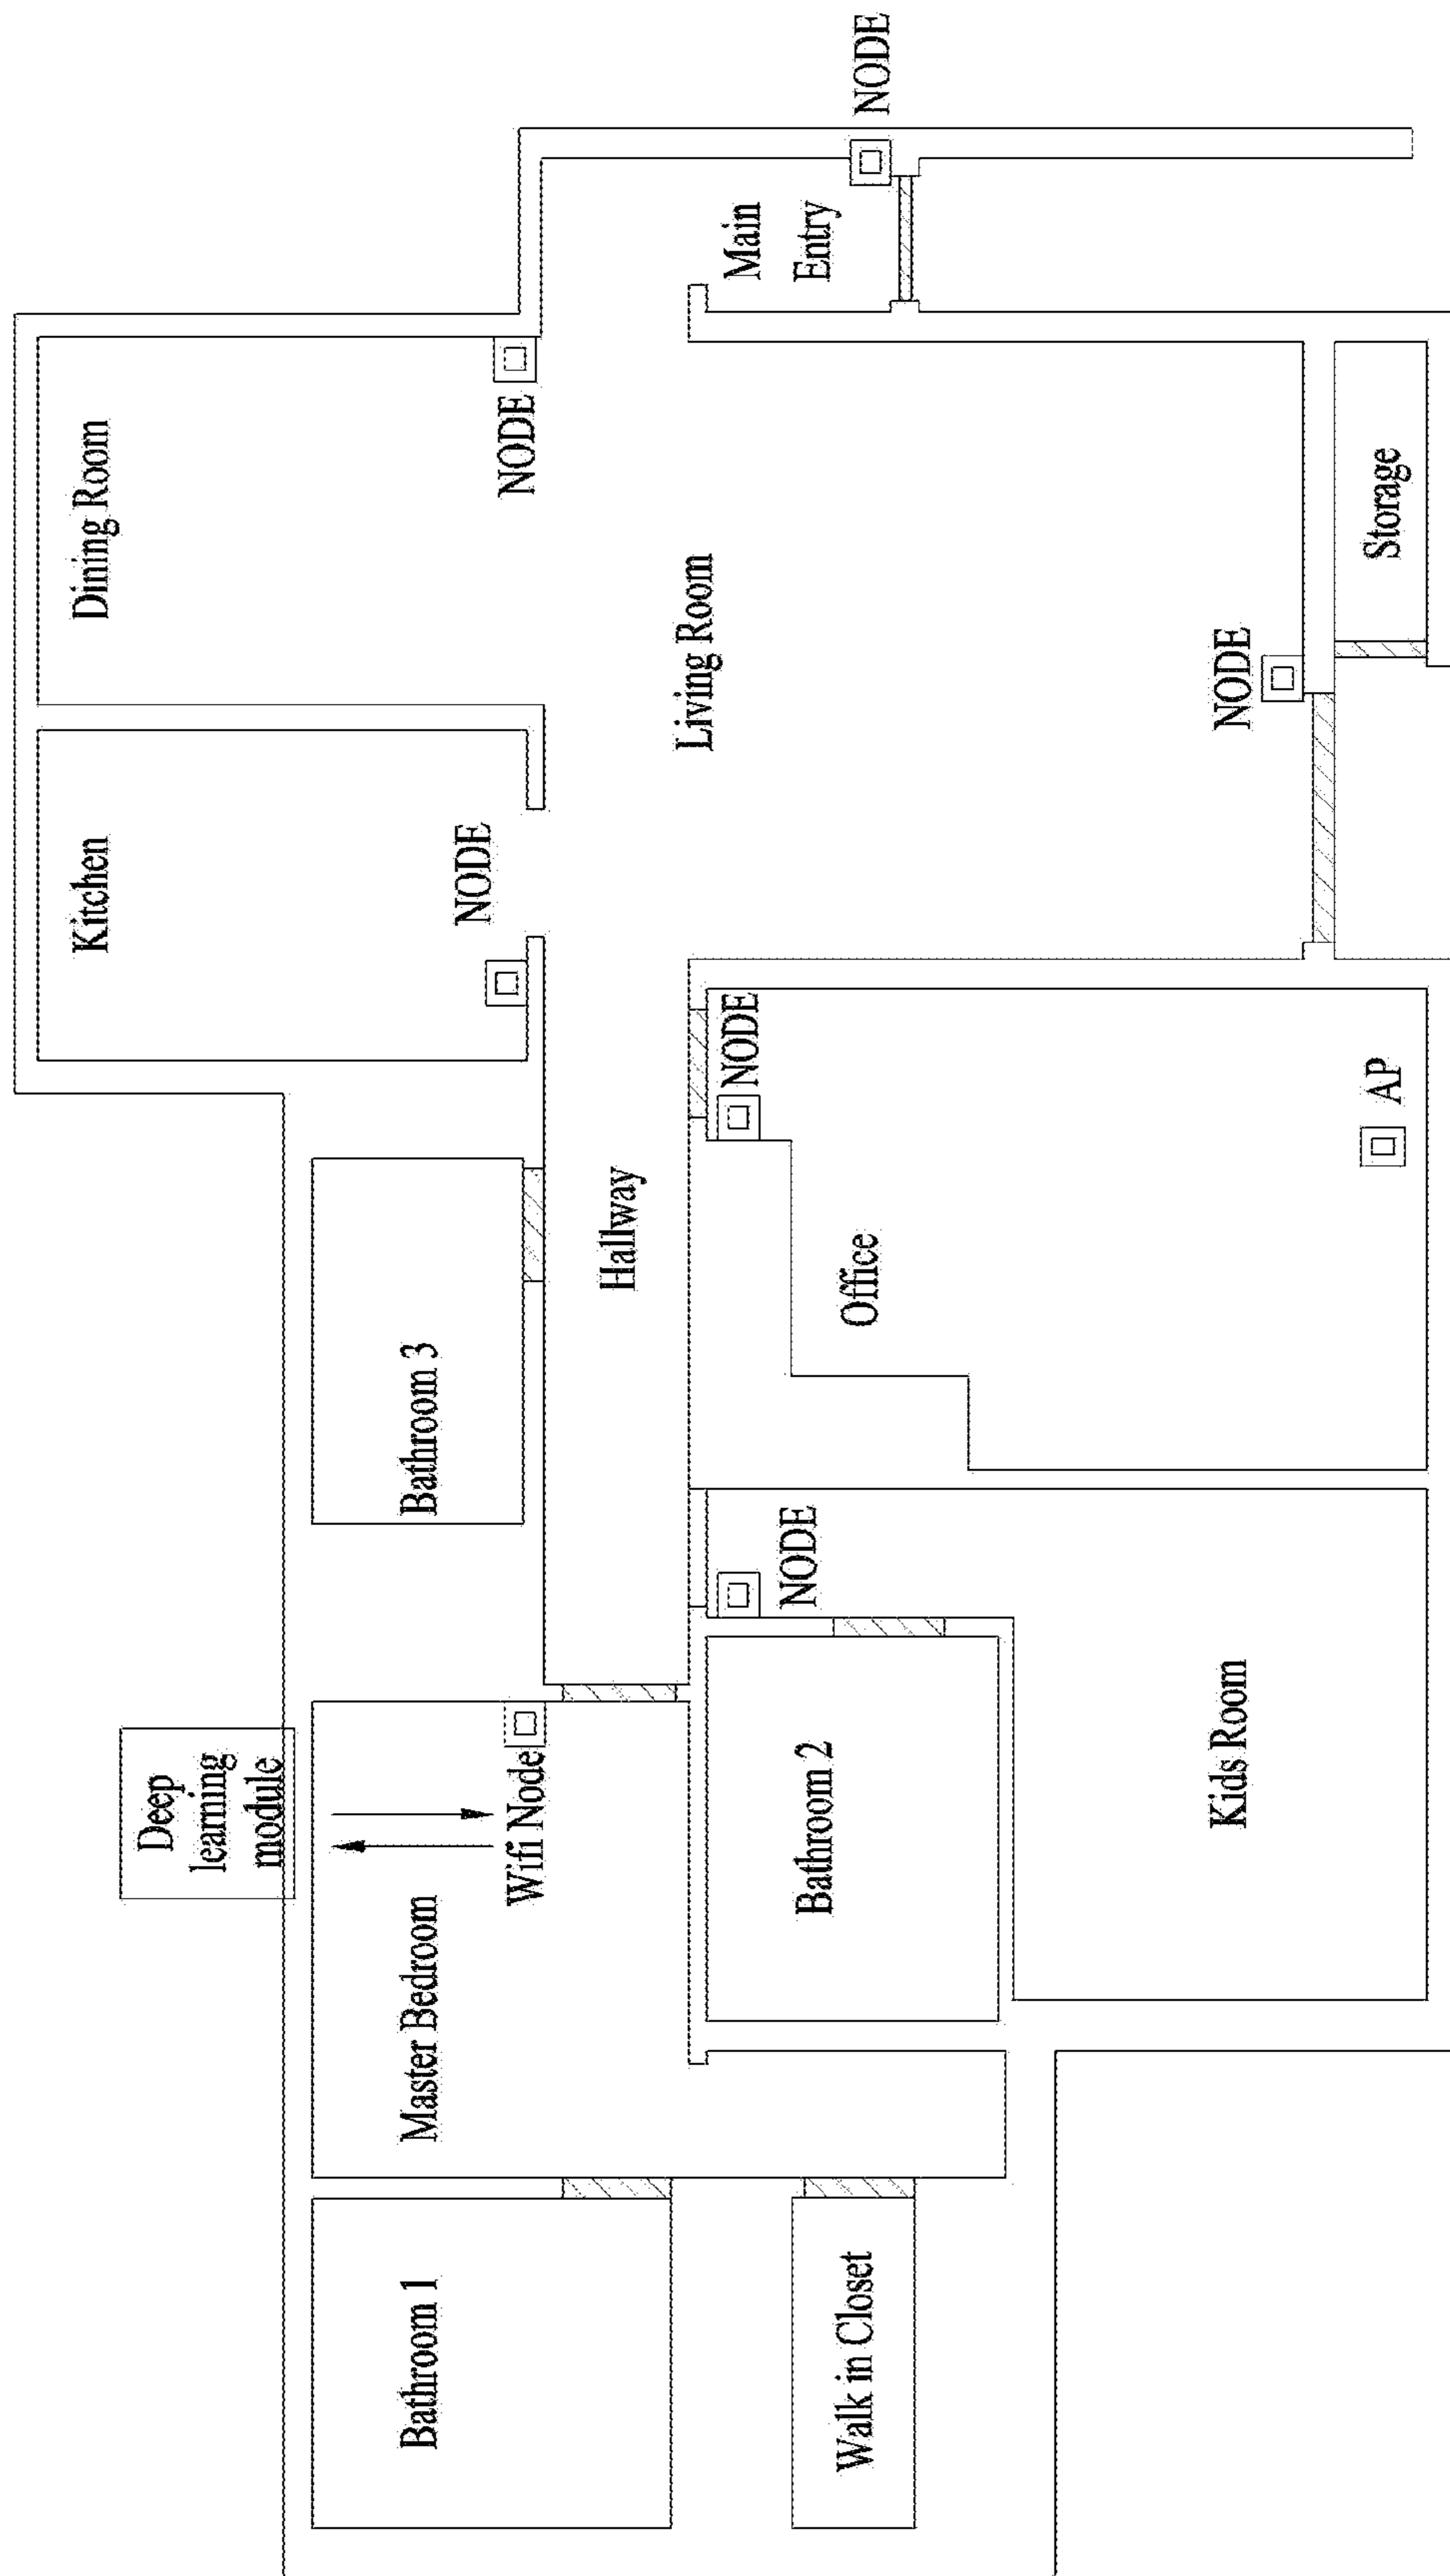 Bathroom 1
Walk in Closet
Master Bedroom
Deep
learning
module
Wifi Node
Bathroom 2
Kids Room
NODE
Bathroom 3
Hallway
Office
NODE
AP
Kitchen
NODE
Living Room
NODE
Dining Room
NODE
Storage
Main
Entry
NODE